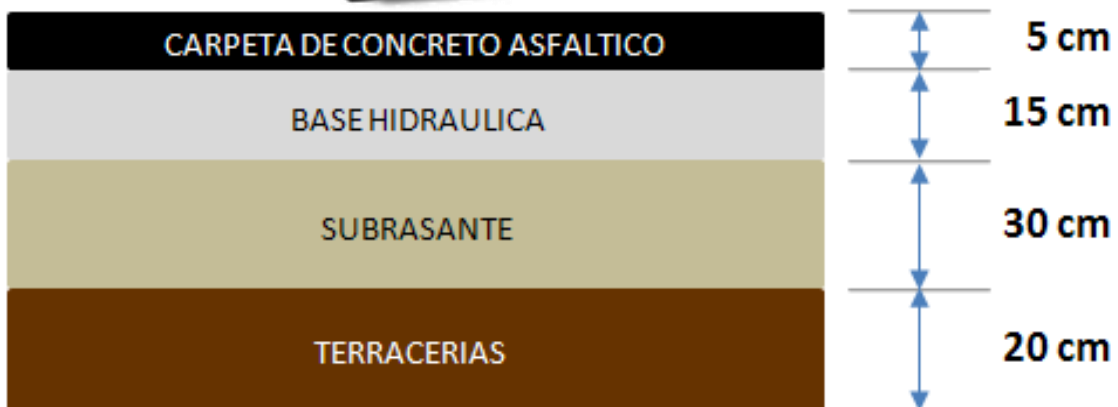 CARPETA DE CONCRETO ASFALTICO
5 cm
BASE HIDRAULICA
15 cm
SUBRASANTE
30 cm
TERRACERIAS
20 cm